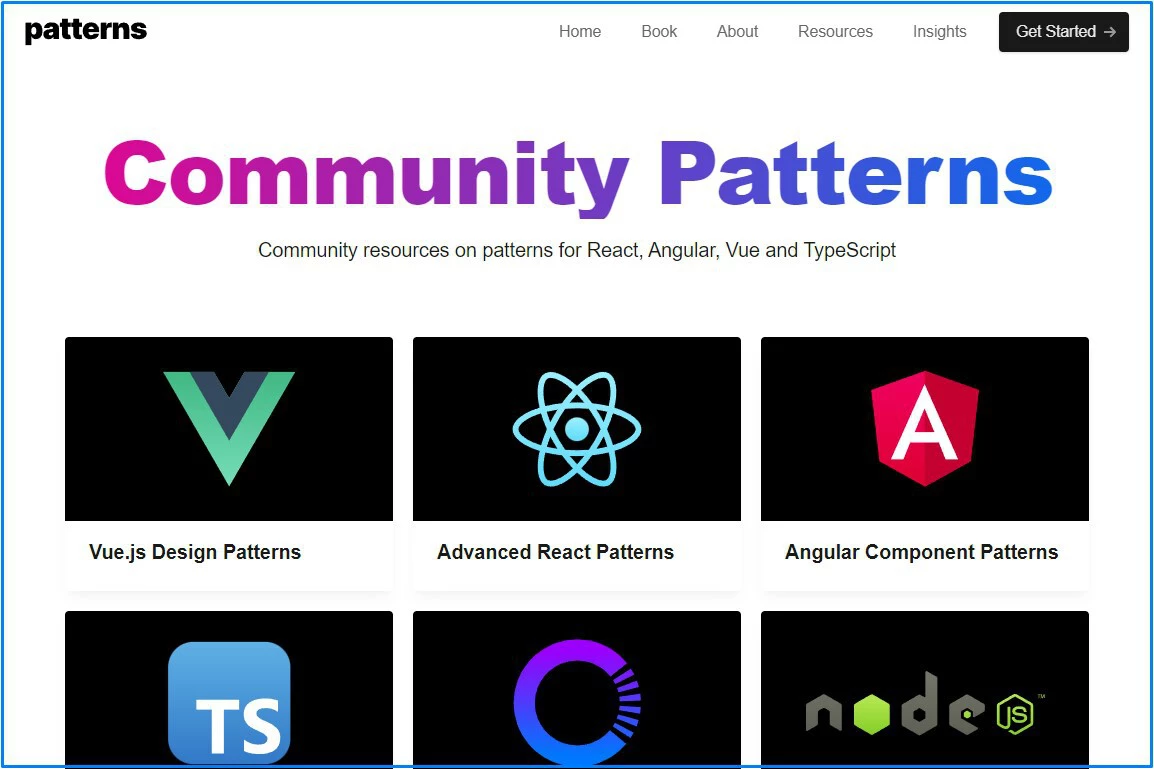 patterns
Home Book About Resources Insights Get Started →
Community Patterns
Community resources on patterns for React, Angular, Vue and TypeScript
Vue.js Design Patterns
Advanced React Patterns
Angular Component Patterns
TS
node JS ™